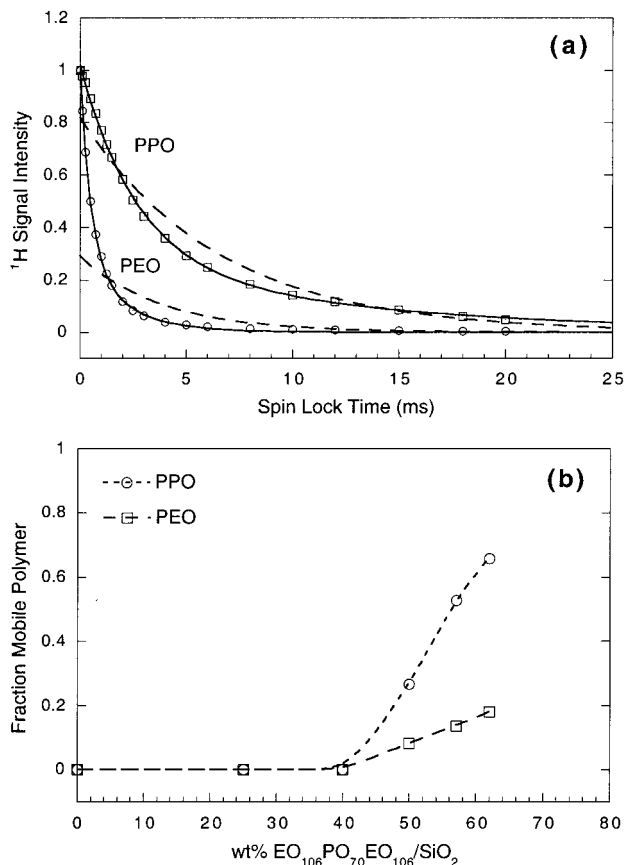 (a)
1.2
1
0.8
0.6
0.4
0.2
0
¹H Signal Intensity
PPO
PEO
0 5 10 15 20 25
Spin Lock Time (ms)
(b)
1
0.8
0.6
0.4
0.2
0
Fraction Mobile Polymer
PPO
PEO
0 10 20 30 40 50 60 70 80
wt% EO₁₀₆PO₇₀EO₁₀₆/SiO₂